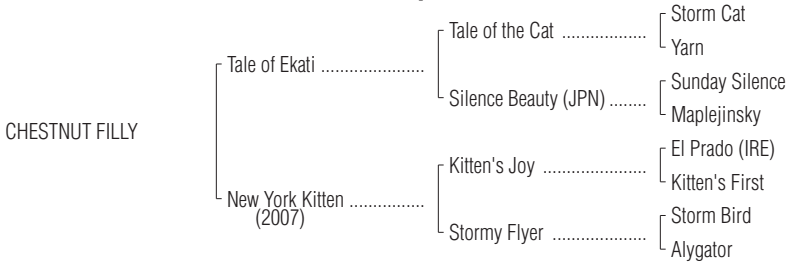 Storm Cat
Tale of the Cat ..................
Yarn
Tale of Ekati ......................
Sunday Silence
Silence Beauty (JPN) ........
Maplejinsky
CHESTNUT FILLY
El Prado (IRE)
Kitten's Joy ......................
Kitten's First
New York Kitten ................
(2007)
Storm Bird
Stormy Flyer ....................
Alygator